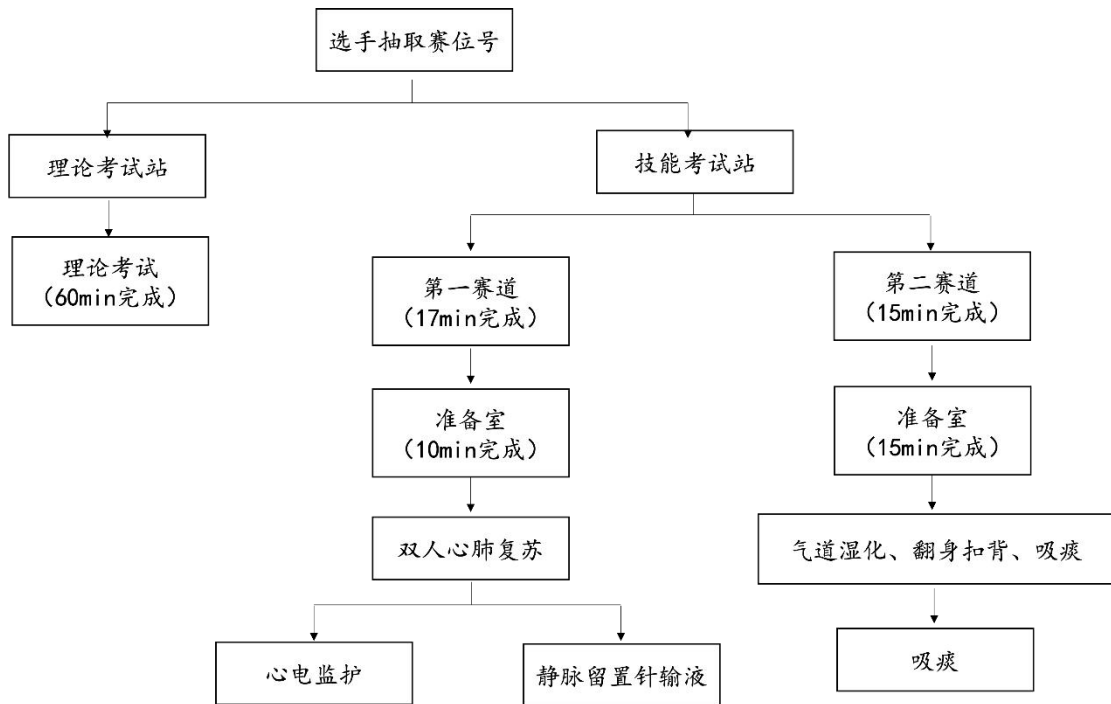 选手抽取赛位号
理论考试站
技能考试站
理论考试
（60min完成）
第一赛道
（17min完成）
第二赛道
（15min完成）
准备室
（10min完成）
准备室
（15min完成）
双人心肺复苏
气道湿化、翻身扣背、吸痰
心电监护
静脉留置针输液
吸痰